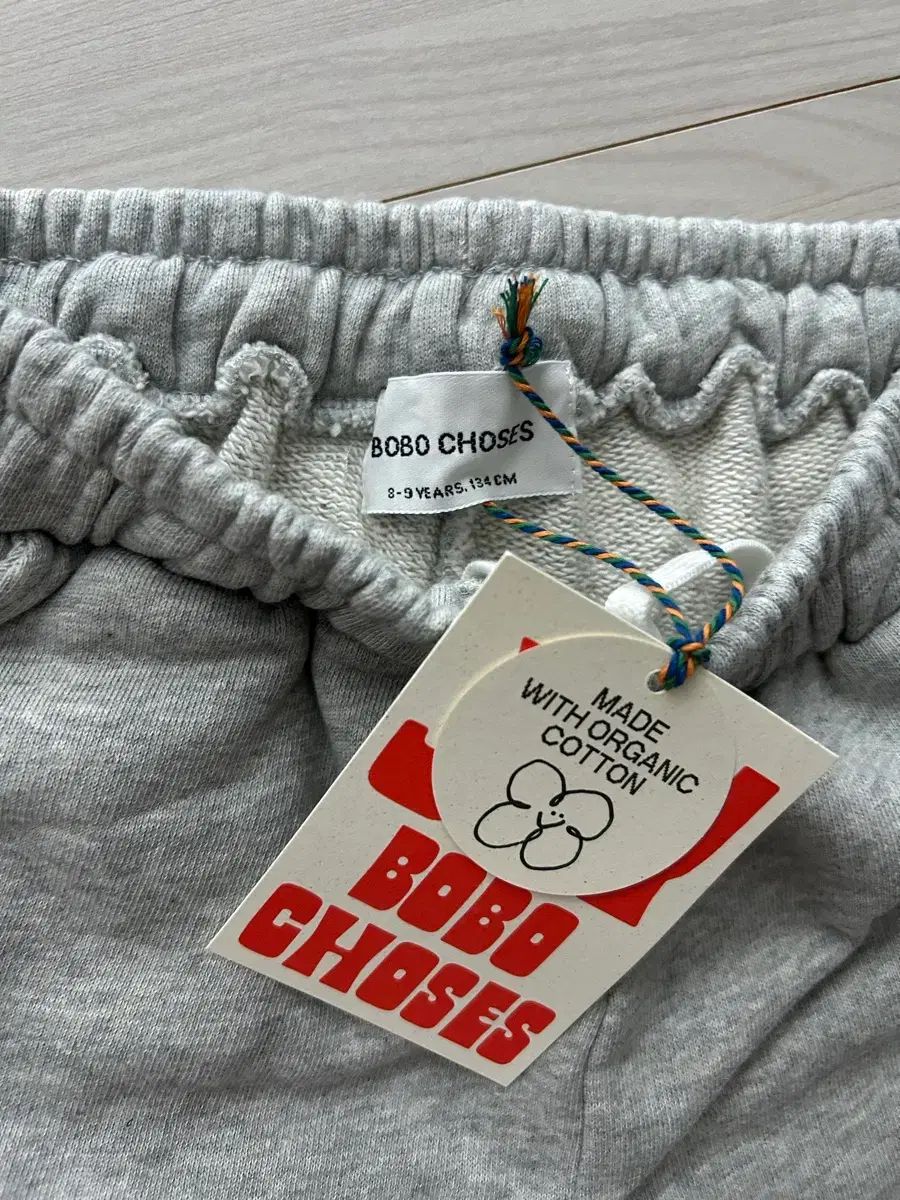 BOBO CHOSES
8-9 YEARS. 134 CM
MADE
WITH ORGANIC
COTTON
BOBO
CHOSES